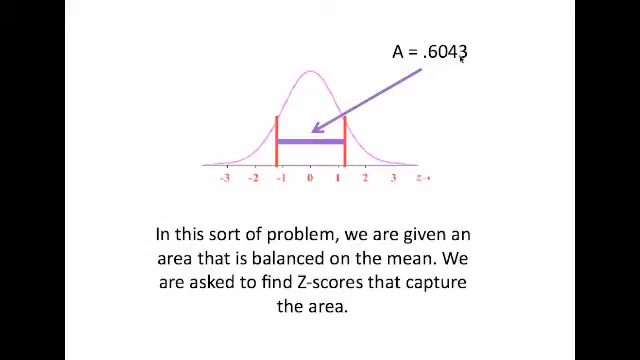 A = .6043
-3 -2 -1 0 1 2 3 z→
In this sort of problem, we are given an
area that is balanced on the mean. We
are asked to find Z-scores that capture
the area.